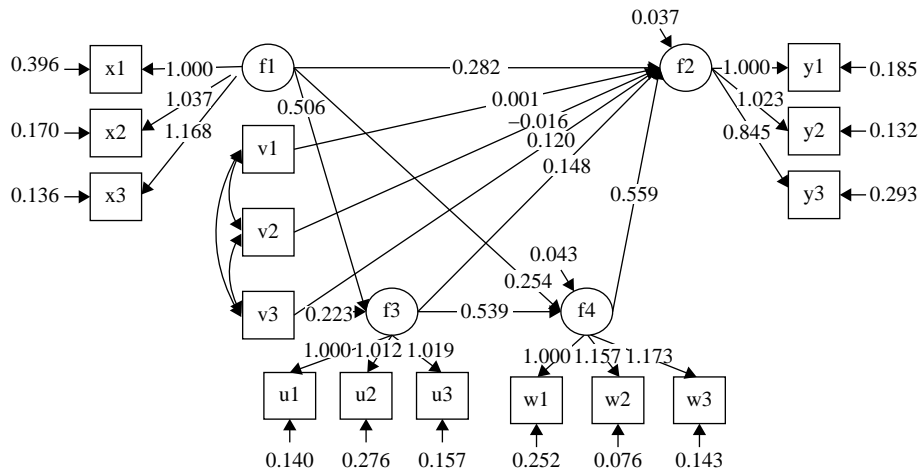 0.037
0.396 x1 1.000 f1 0.282 f2 1.000 y1 0.185
1.037 0.506 0.001 1.023
0.170 x2 –0.016 y2 0.132
1.168 v1 0.120 0.845
0.148
0.136 x3 0.559 y3 0.293
v2
0.043
0.254
v3 0.223 f3 0.539 f4
1.000 1.012 1.019 1.000 1.157 1.173
u1 u2 u3 w1 w2 w3
0.140 0.276 0.157 0.252 0.076 0.143